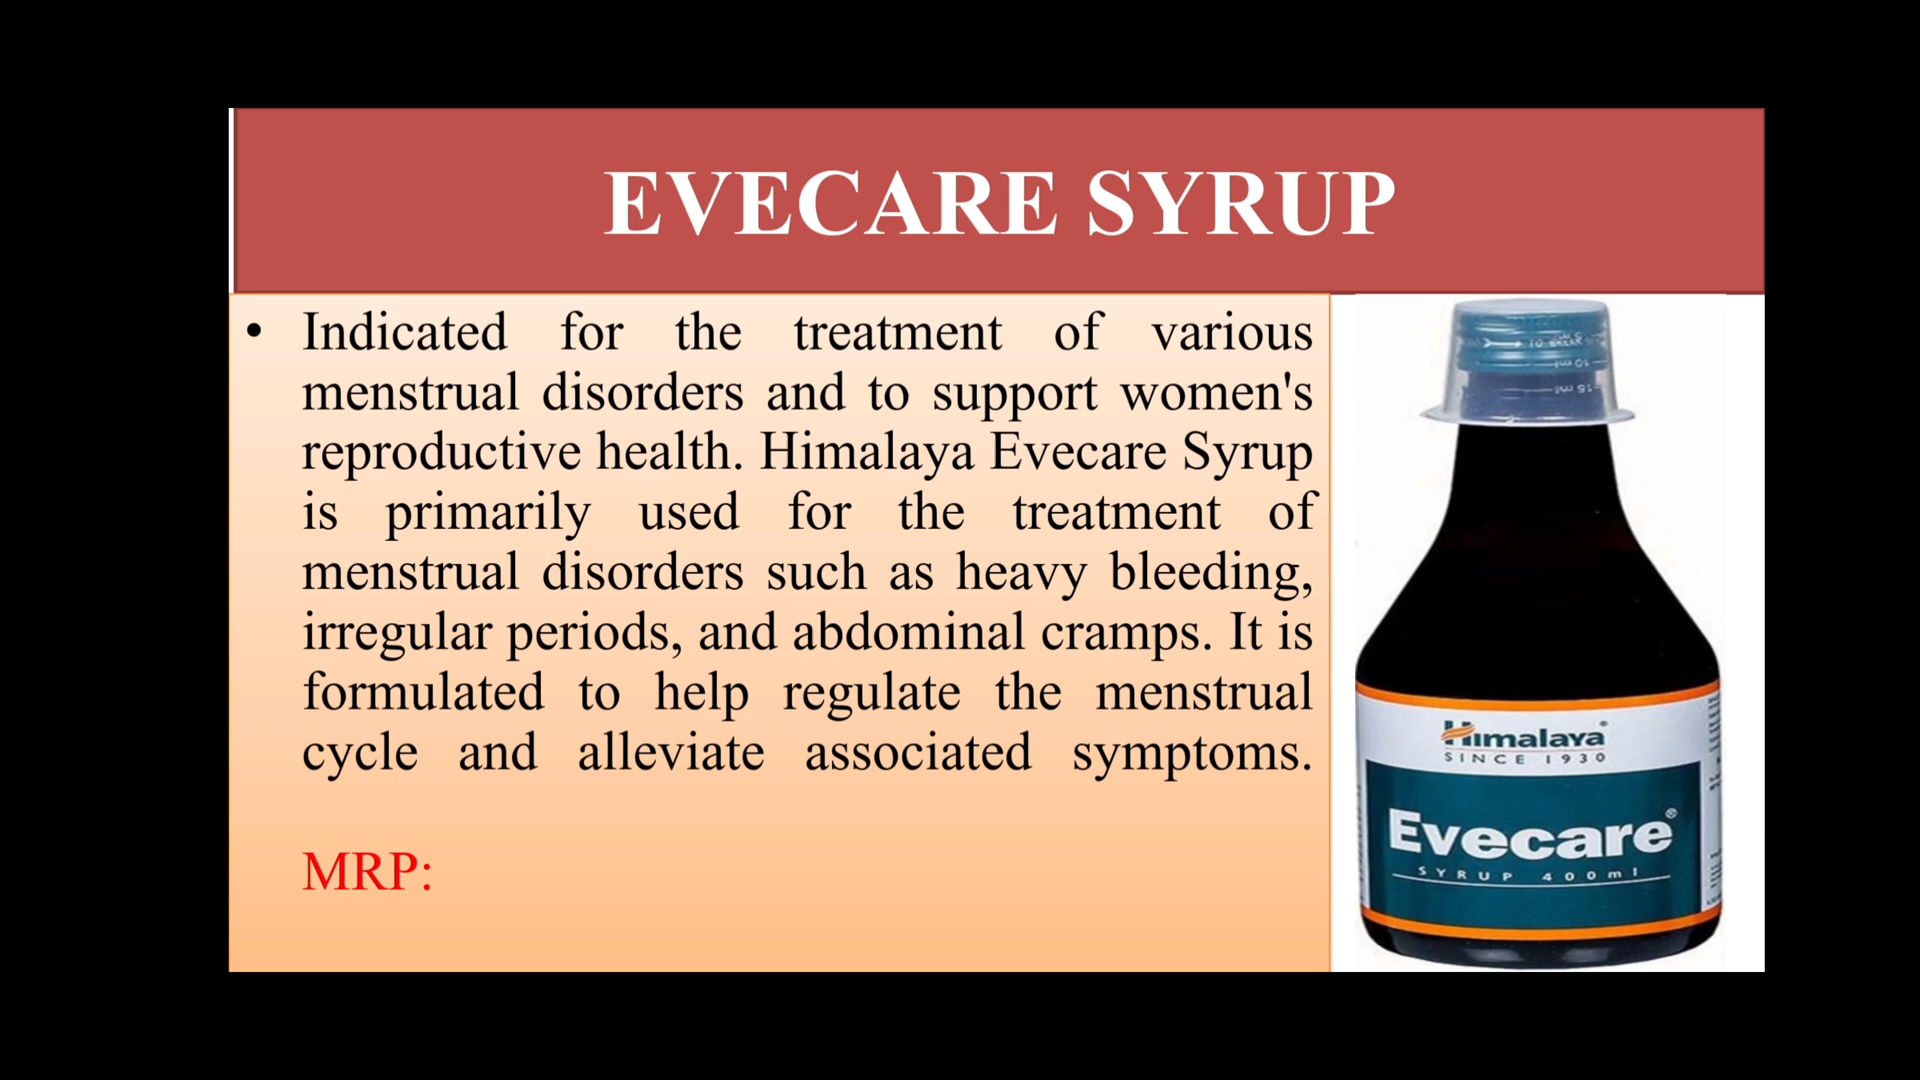 EVECARE SYRUP
• Indicated for the treatment of various
menstrual disorders and to support women's
reproductive health. Himalaya Evecare Syrup
is primarily used for the treatment of
menstrual disorders such as heavy bleeding,
irregular periods, and abdominal cramps. It is
formulated to help regulate the menstrual
cycle and alleviate associated symptoms.
MRP:
Himalaya
SINCE 1930
Evecare®
SYRUP 400ml